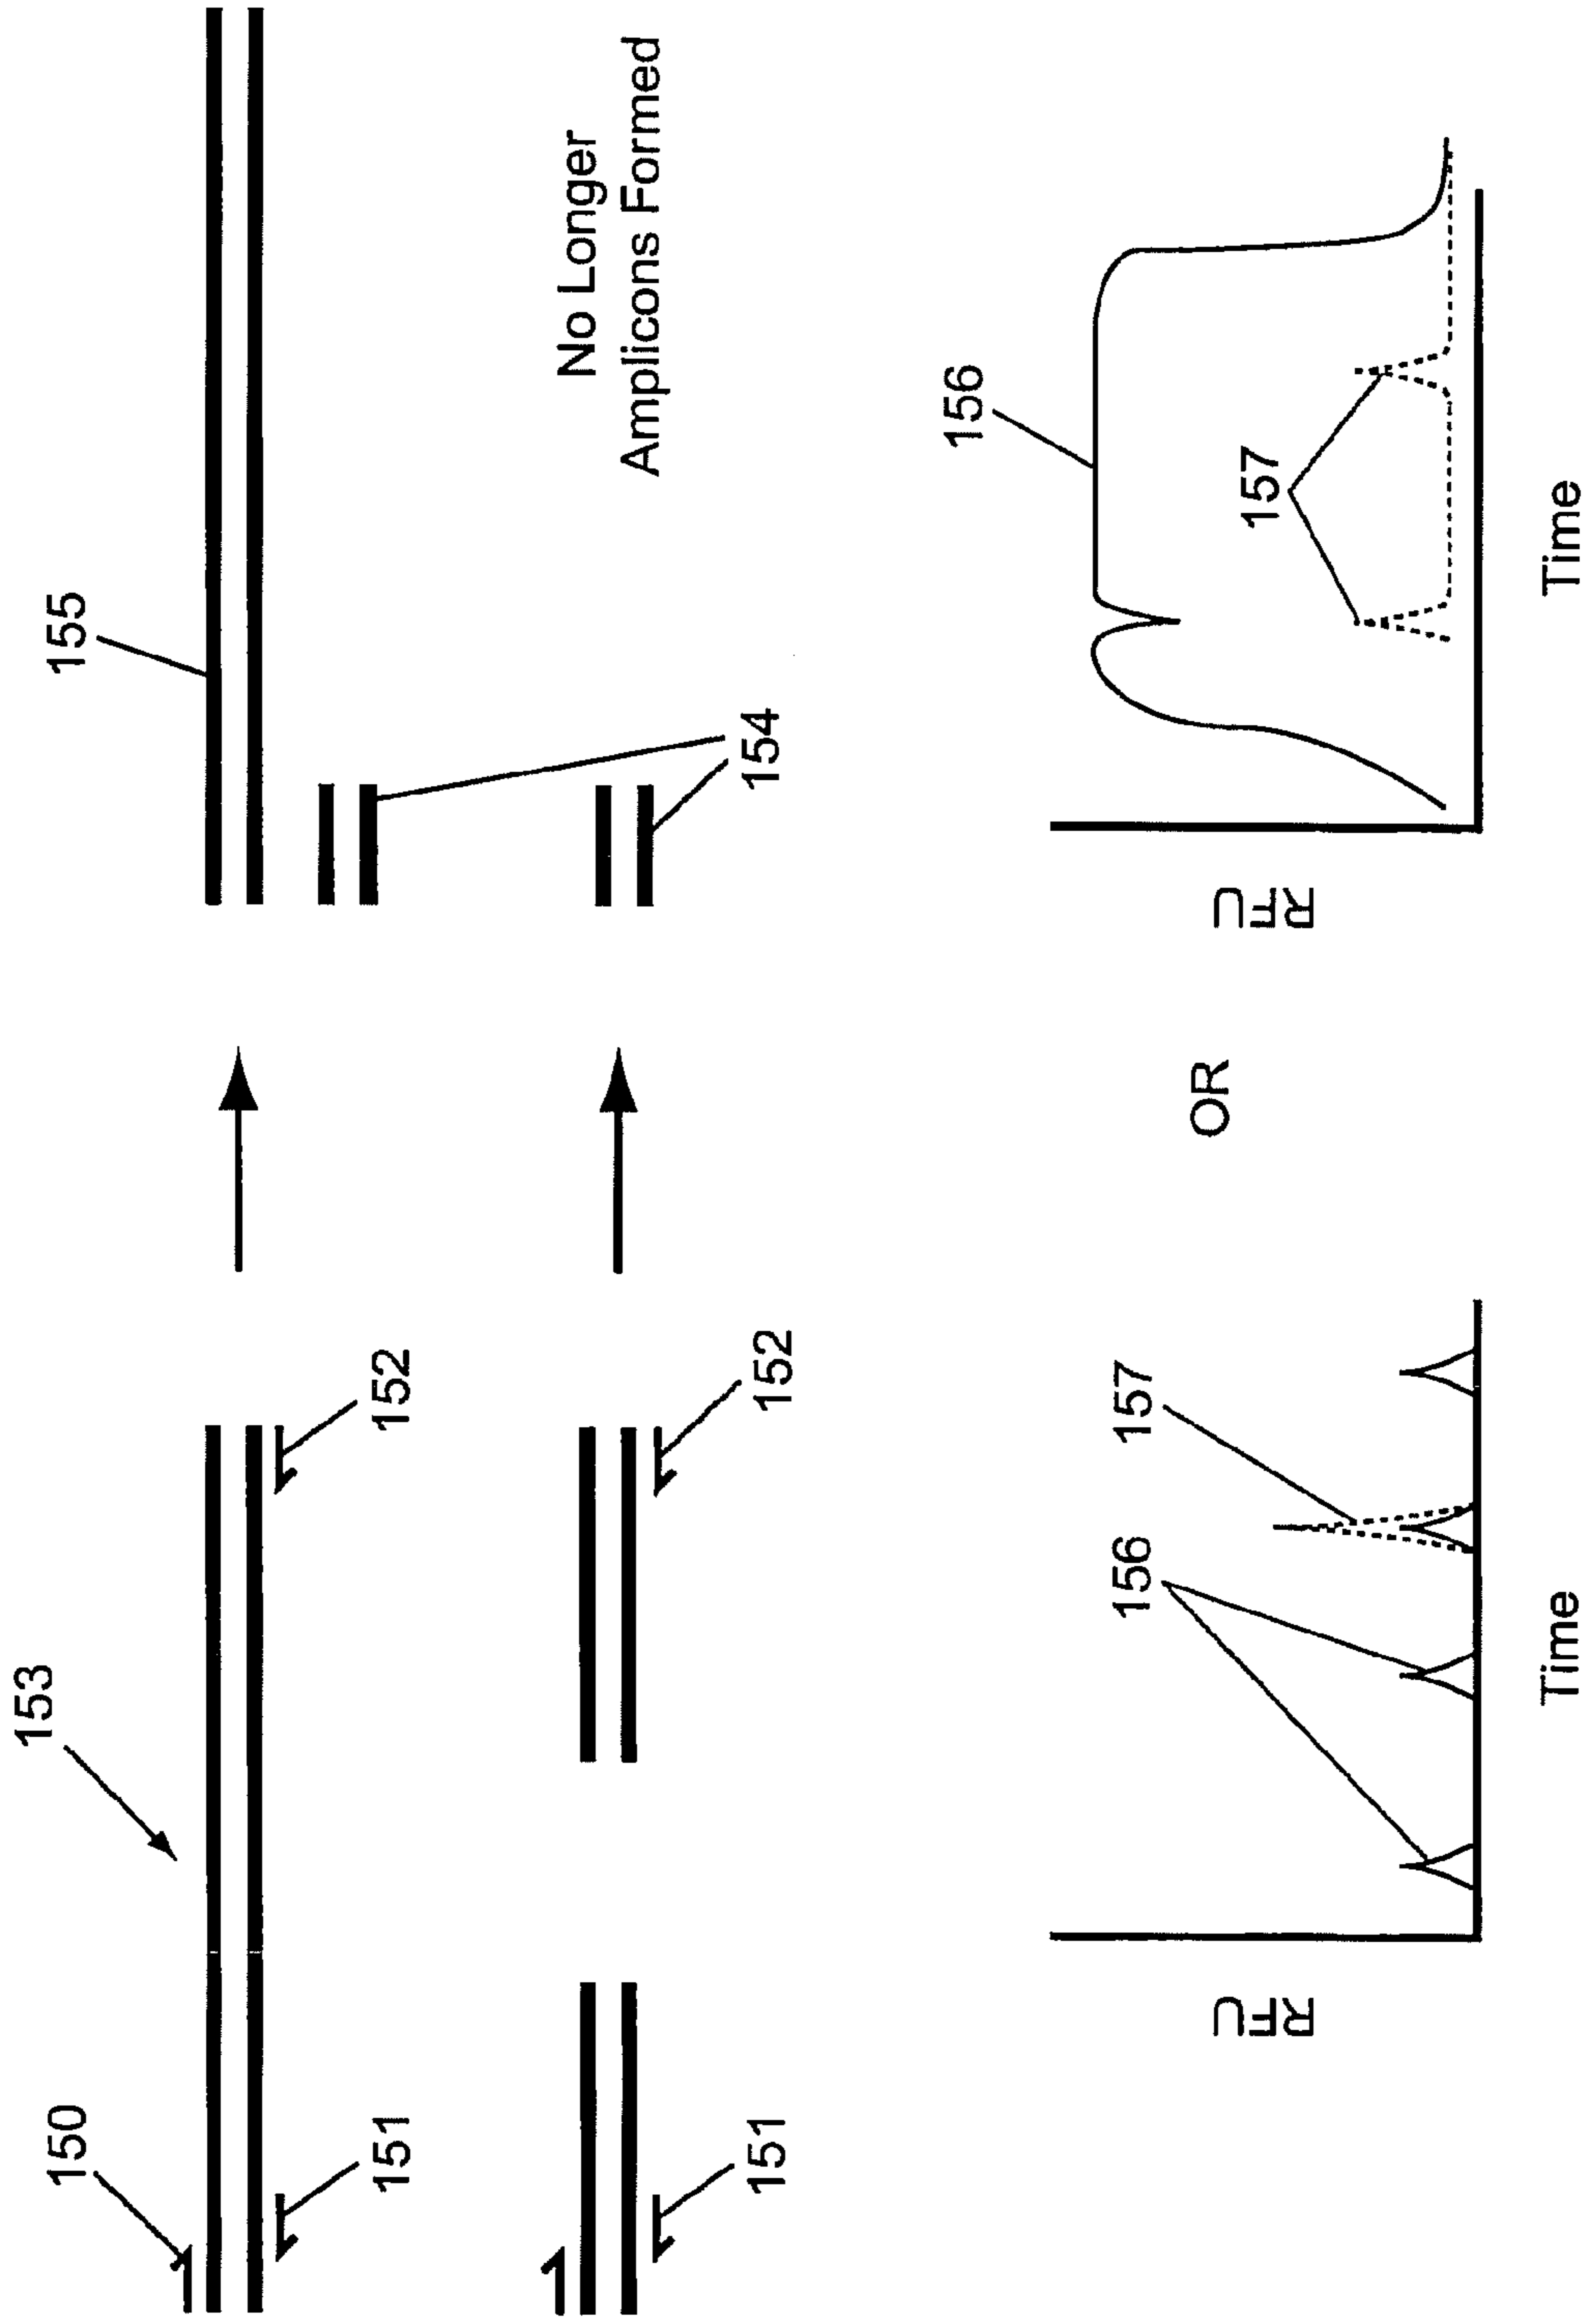 153
150
151
152
151
152
155
154
No Longer
Amplicons Formed
RFU
156
157
Time
OR
RFU
156
157
Time